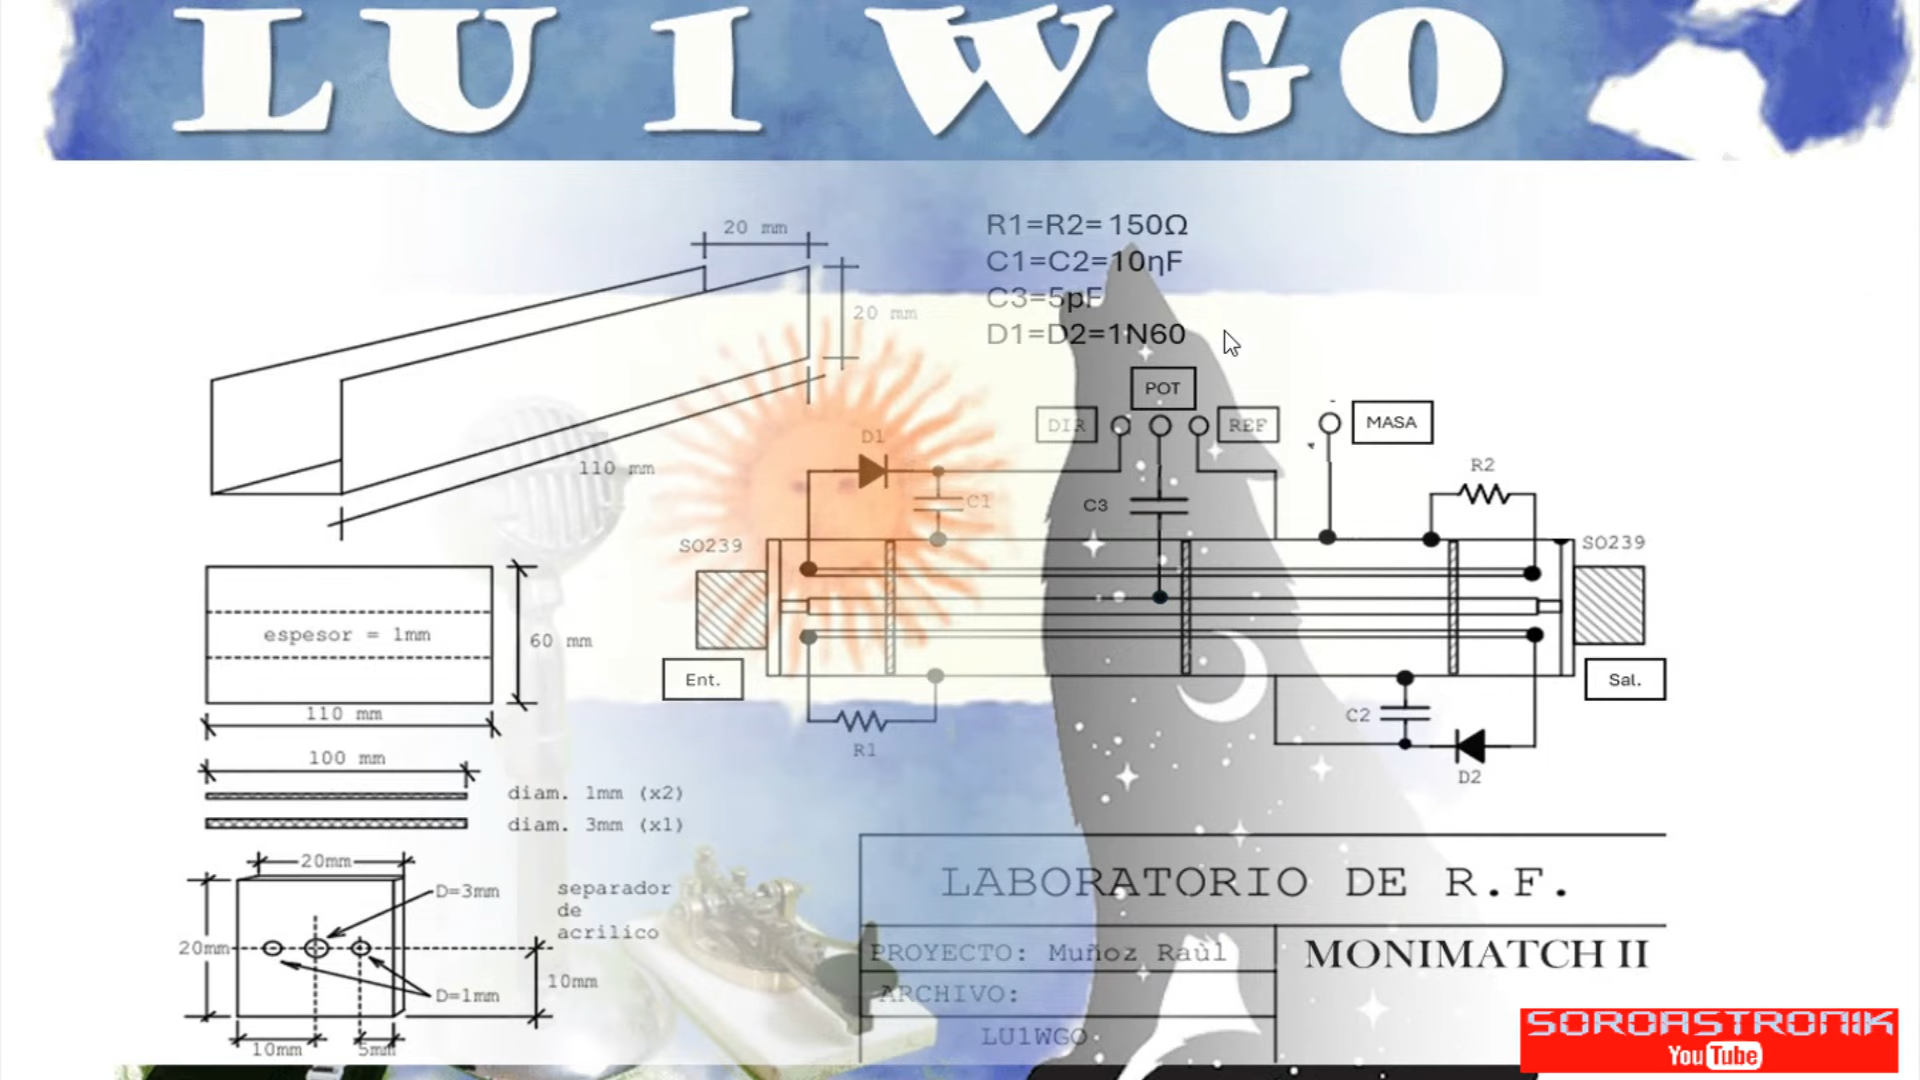 LU1WGO
R1=R2=150Ω
C1=C2=10ηF
C3=5pF
D1=D2=1N60
20 mm
20 mm
110 mm
POT
DIR
REF
MASA
D1
C1
C3
R2
SO239
SO239
espesor = 1mm
60 mm
110 mm
Ent.
Sal.
R1
C2
D2
100 mm
diam. 1mm (x2)
diam. 3mm (x1)
20mm
D=3mm
separador
de
acrilico
20mm
D=1mm
10mm
10mm
5mm
LABORATORIO DE R.F.
PROYECTO: Muñoz Raùl
MONIMATCH II
ARCHIVO:
LU1WGO
SOROASTRONIK
YouTube